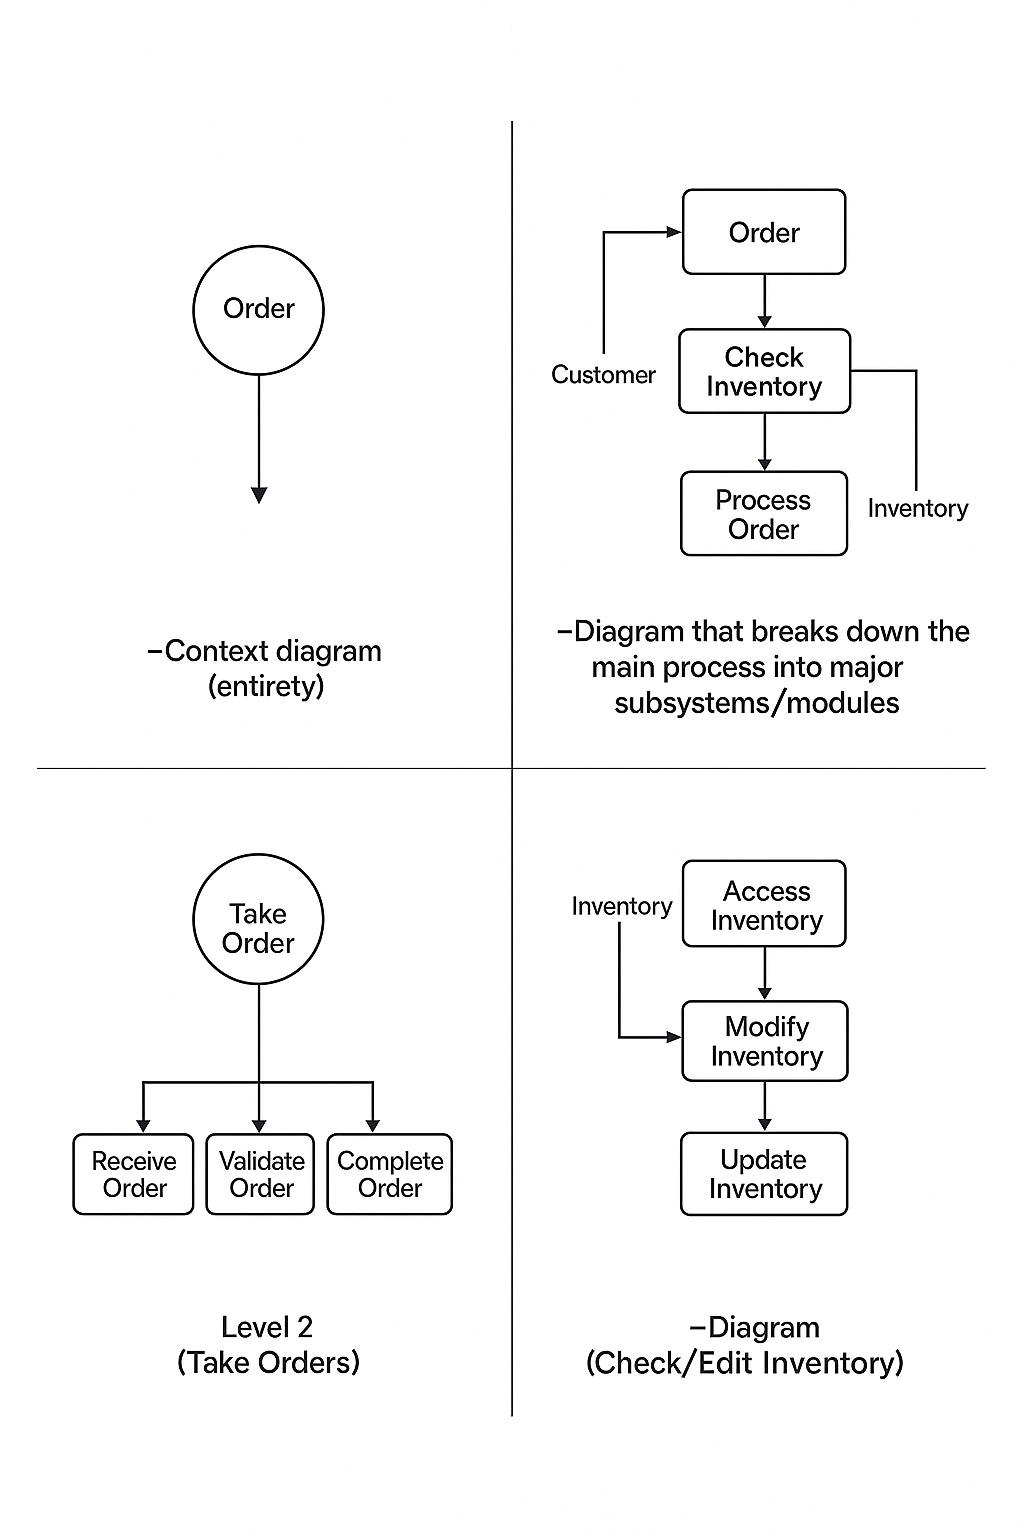 Order
–Context diagram
(entirety)
Order
Customer
Check
Inventory
Process
Order
Inventory
–Diagram that breaks down the
main process into major
subsystems/modules
Take
Order
Receive
Order
Validate
Order
Complete
Order
Level 2
(Take Orders)
Inventory
Access
Inventory
Modify
Inventory
Update
Inventory
–Diagram
(Check/Edit Inventory)